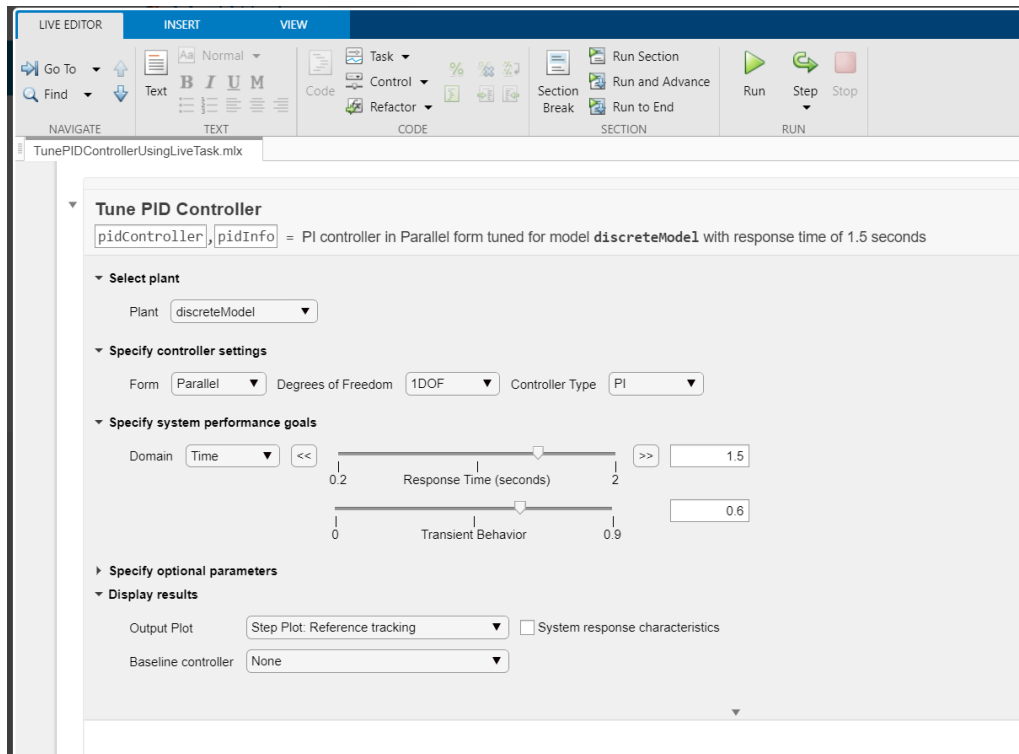 LIVE EDITOR INSERT VIEW
Go To Find NAVIGATE
Text Aa Normal B I U M TEXT
Code Task Control Refactor CODE
Section Break Run Section Run and Advance Run to End SECTION
Run Step Stop RUN
TunePIDControllerUsingLiveTask.mlx
Tune PID Controller
pidController,pidInfo = PI controller in Parallel form tuned for model discreteModel with response time of 1.5 seconds
Select plant
Plant discreteModel
Specify controller settings
Form Parallel Degrees of Freedom 1DOF Controller Type PI
Specify system performance goals
Domain Time << >> 1.5
0.2 Response Time (seconds) 2
0.6
0 Transient Behavior 0.9
Specify optional parameters
Display results
Output Plot Step Plot: Reference tracking System response characteristics
Baseline controller None